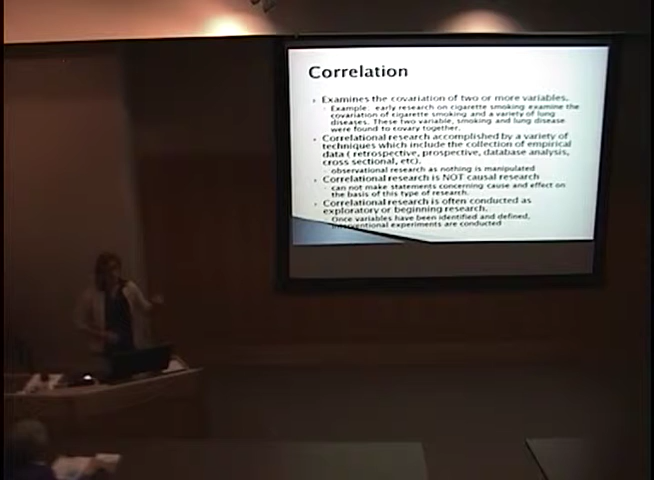 Correlation
Examines the covariation of two or more variables.
Example: early research on cigarette smoking examine the
covariation of cigarette smoking and a variety of lung
diseases. These two variable, smoking and lung disease
were found to covary together.
Correlational research accomplished by a variety of
techniques which include the collection of empirical
data ( retrospective, prospective, database analysis,
cross sectional, etc).
observational research as nothing is manipulated
Correlational research is NOT causal research
can not make statements concerning cause and effect on
the basis of this type of research.
Correlational research is often conducted as
exploratory or beginning research.
Once variables have been identified and defined,
interventional experiments are conducted